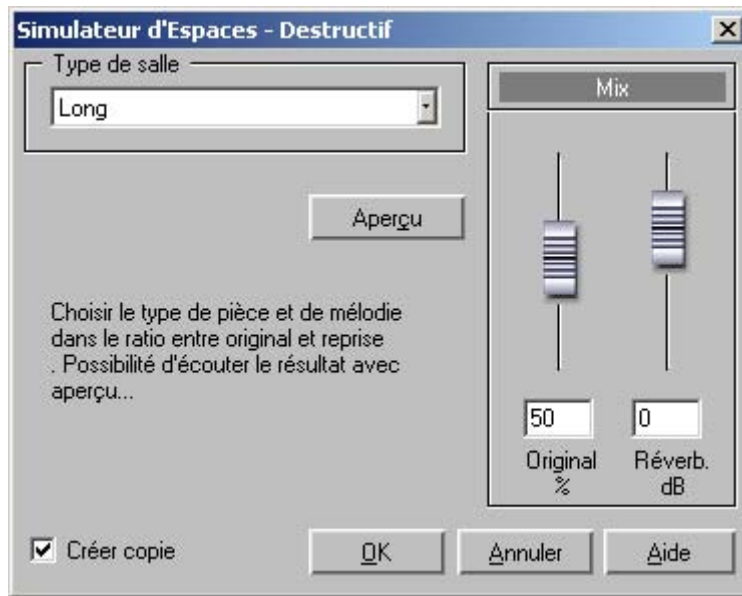 Simulateur d'Espaces - Destructif
Type de salle
Long
Mix
Aperçu
Choisir le type de pièce et de mélodie
dans le ratio entre original et reprise
. Possibilité d'écouter le résultat avec
aperçu...
50
0
Original
%
Réverb.
dB
Créer copie
OK
Annuler
Aide